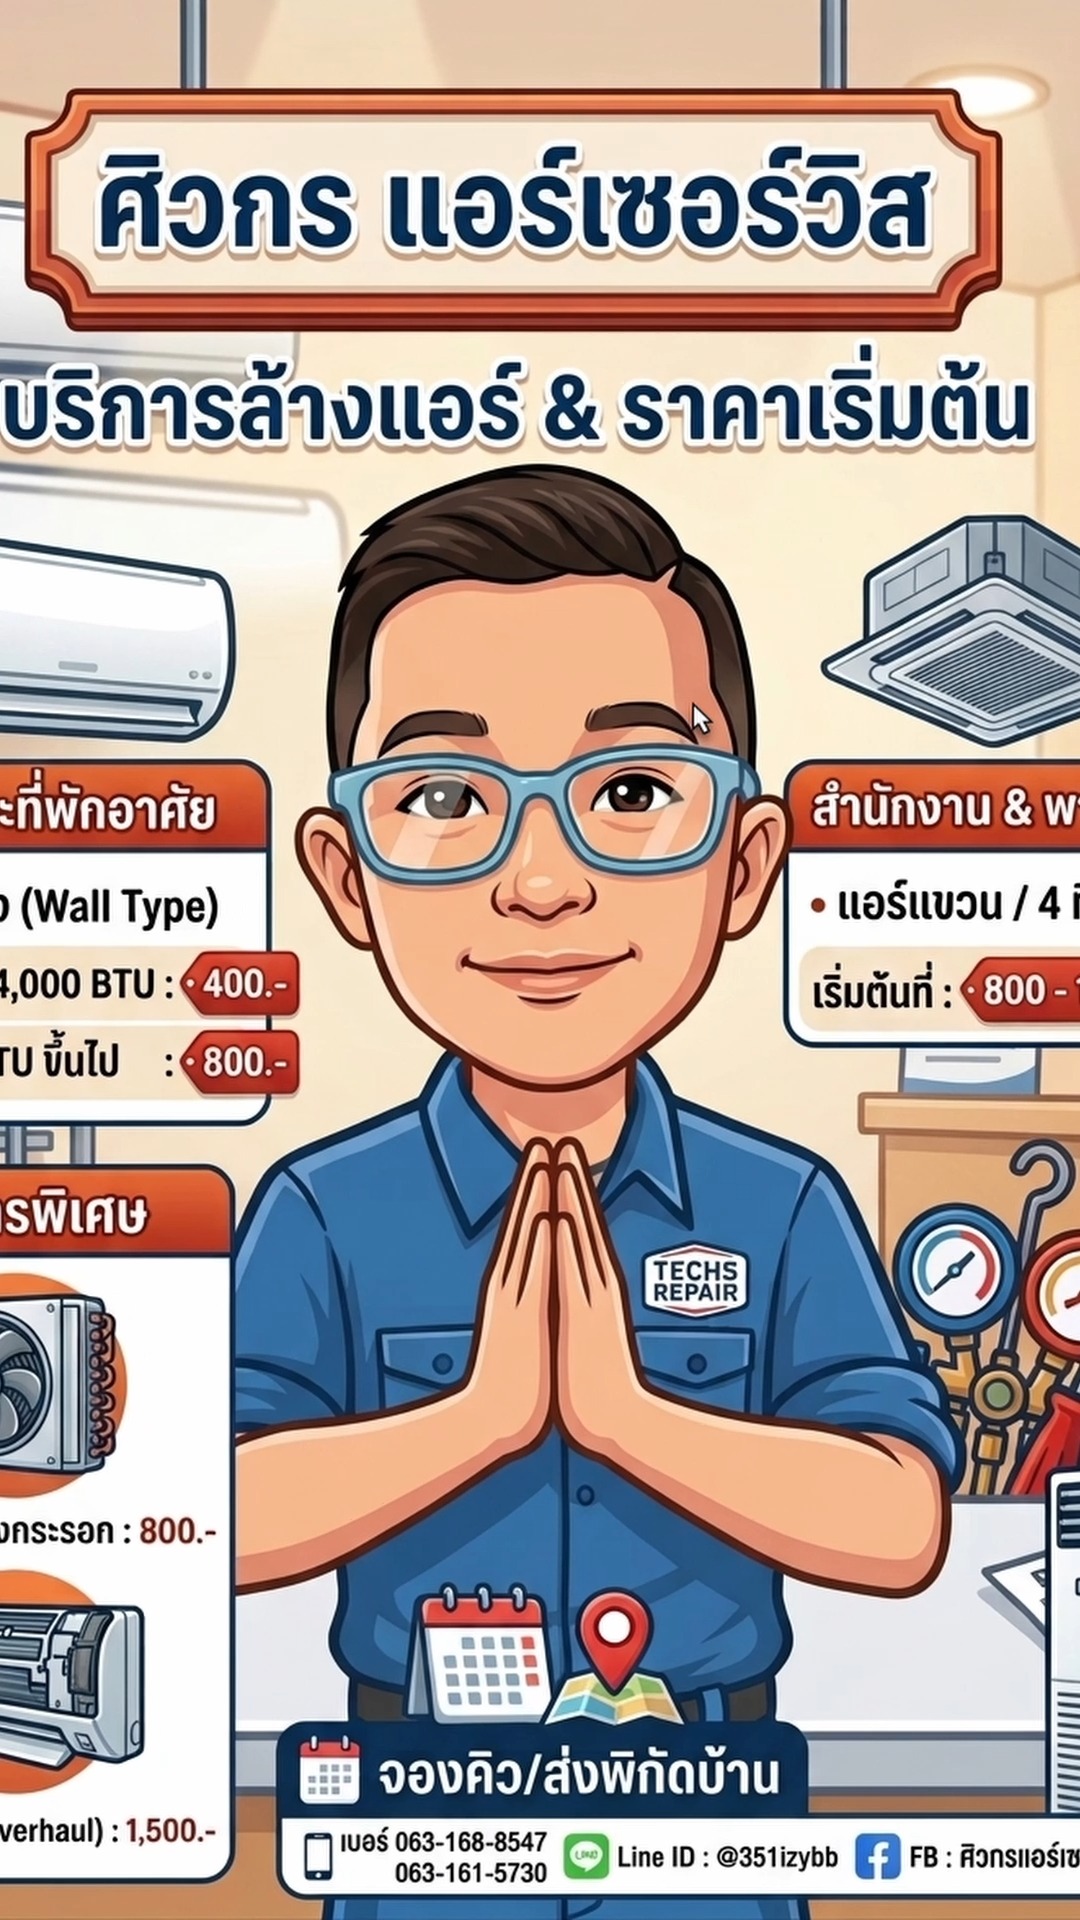 ศิวกร แอร์เซอร์วิส
บริการล้างแอร์ & ราคาเริ่มต้น
ที่พักอาศัย
(Wall Type)
4,000 BTU : 400.-
TU ขึ้นไป : 800.-
สำนักงาน &
• แอร์แขวน / 4
เริ่มต้นที่ : 800 -
รพิเศษ
TECHS
REPAIR
งกระรอก : 800.-
verhaul) : 1,500.-
จองคิว/ส่งพิกัดบ้าน
เบอร์ 063-168-8547
063-161-5730
Line ID : @351izybb
FB : ศิวกรแอร์เซ